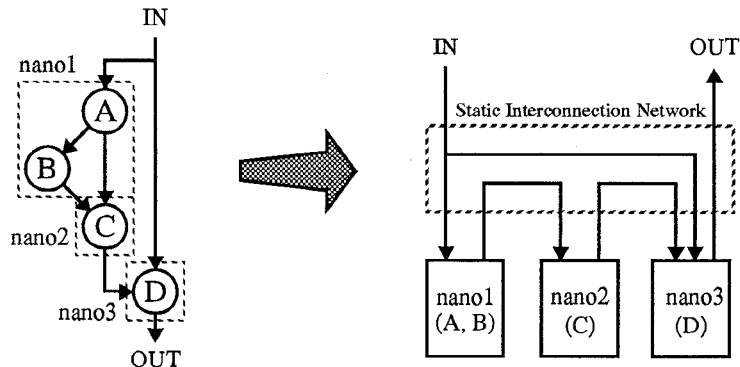 IN
nano1
A
B
C
nano2
D
nano3
OUT
IN
OUT
Static Interconnection Network
nano1
(A, B)
nano2
(C)
nano3
(D)